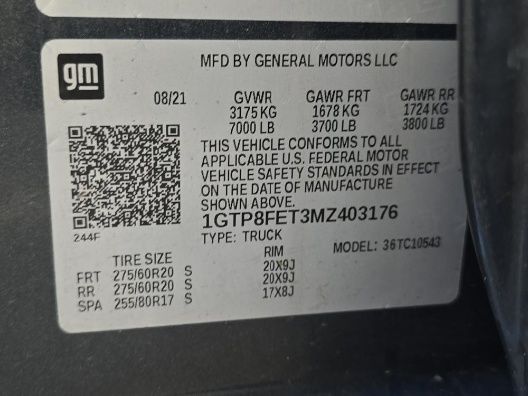 gm
MFD BY GENERAL MOTORS LLC
08/21 GVWR GAWR FRT GAWR RR
3175 KG 1678 KG 1724 KG
7000 LB 3700 LB 3800 LB
THIS VEHICLE CONFORMS TO ALL
APPLICABLE U.S. FEDERAL MOTOR
VEHICLE SAFETY STANDARDS IN EFFECT
ON THE DATE OF MANUFACTURE
SHOWN ABOVE.
1GTP8FET3MZ403176
244F
TYPE: TRUCK MODEL: 36TC10543
TIRE SIZE RIM
FRT 275/60R20 S 20X9J
RR 275/60R20 S 20X9J
SPA 255/80R17 S 17X8J